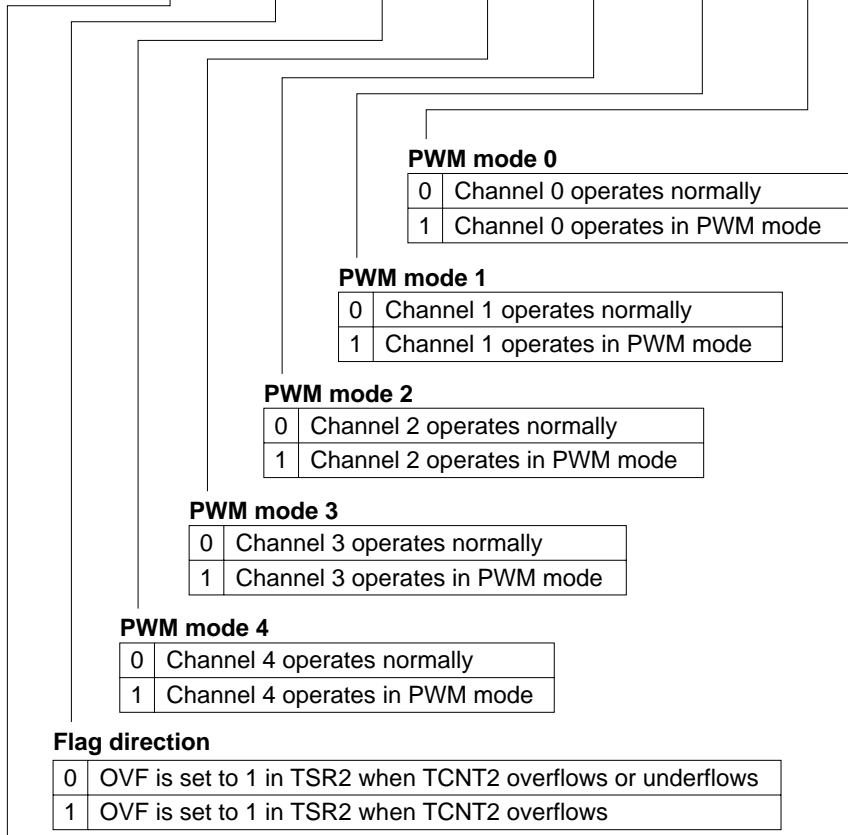 PWM mode 0
0 Channel 0 operates normally
1 Channel 0 operates in PWM mode
PWM mode 1
0 Channel 1 operates normally
1 Channel 1 operates in PWM mode
PWM mode 2
0 Channel 2 operates normally
1 Channel 2 operates in PWM mode
PWM mode 3
0 Channel 3 operates normally
1 Channel 3 operates in PWM mode
PWM mode 4
0 Channel 4 operates normally
1 Channel 4 operates in PWM mode
Flag direction
0 OVF is set to 1 in TSR2 when TCNT2 overflows or underflows
1 OVF is set to 1 in TSR2 when TCNT2 overflows